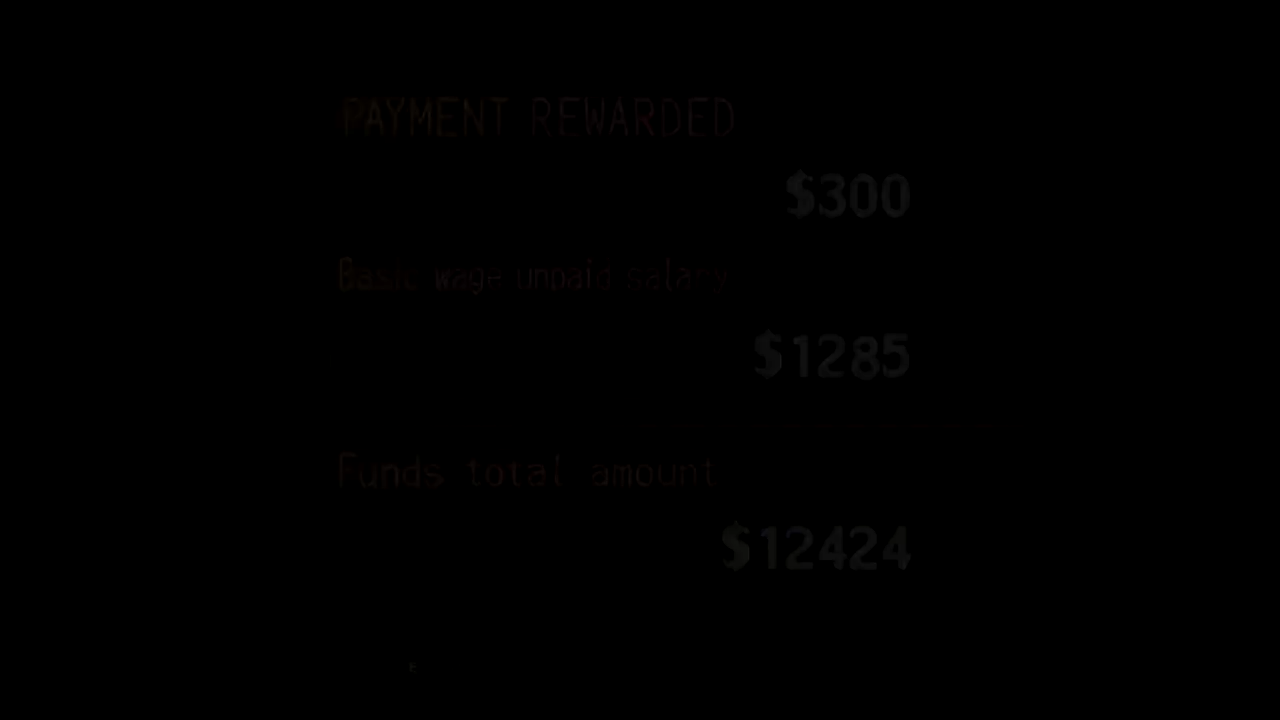 PAYMENT REWARDED
$300
Basic wage unpaid salary
$1285
Funds total amount
$12424